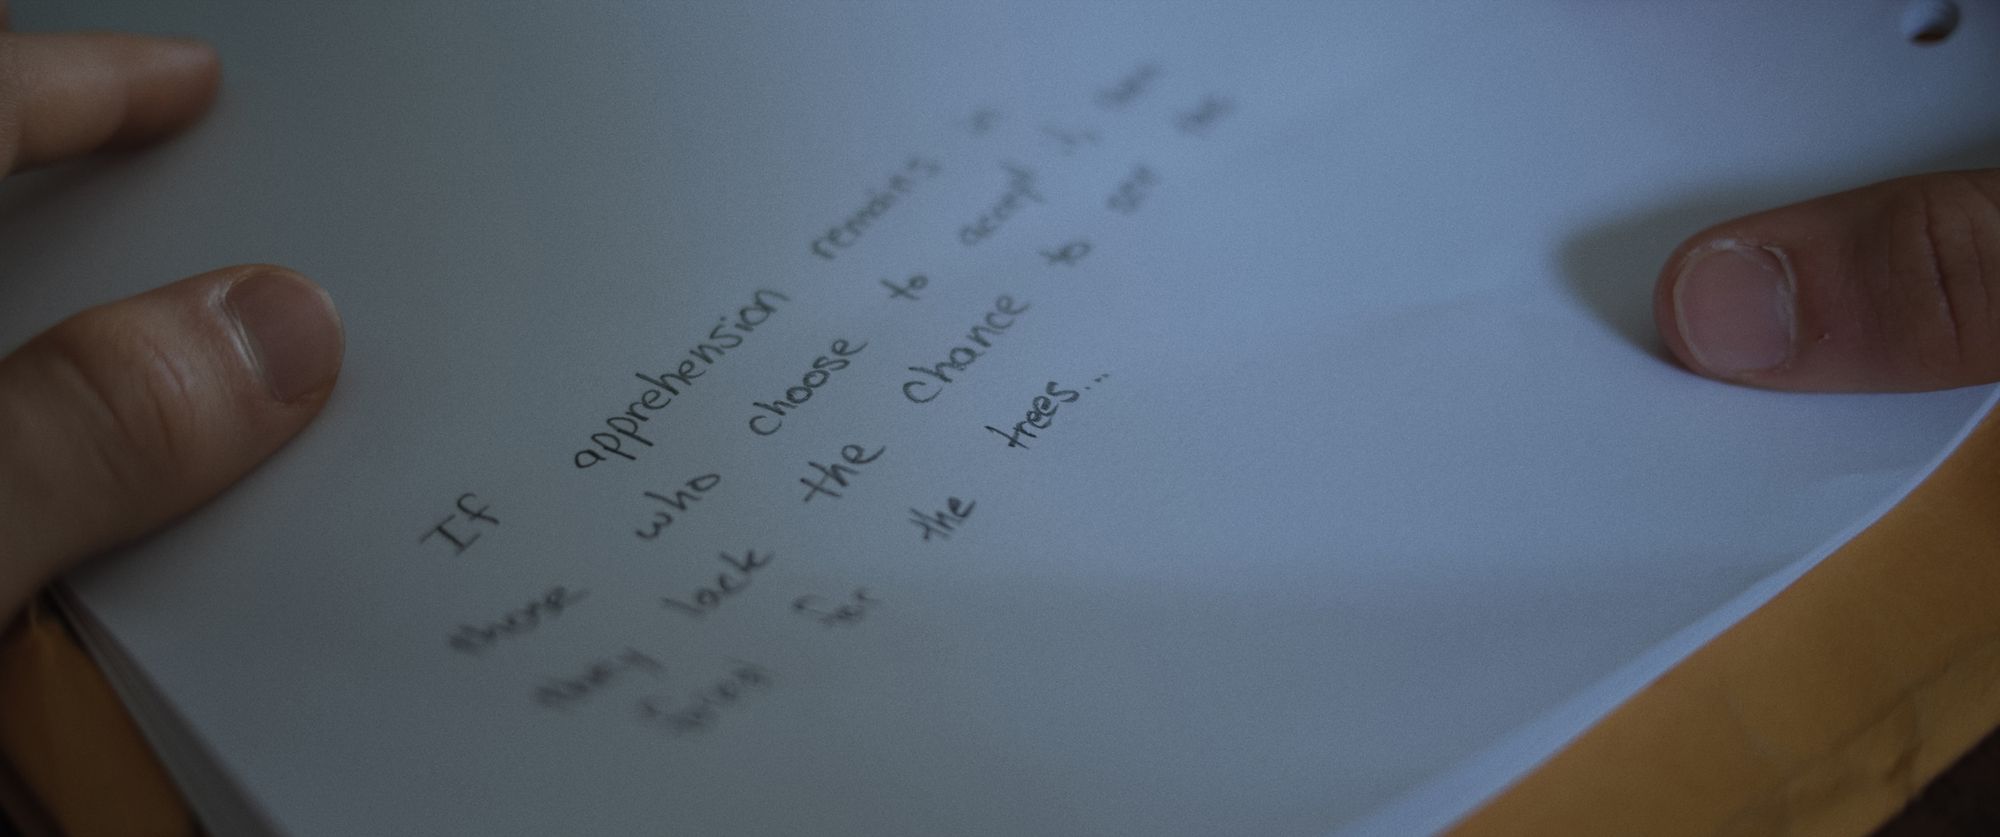 If apprehension remains in
those who choose to accept it, then
they lack the chance to see the
forest for the trees...